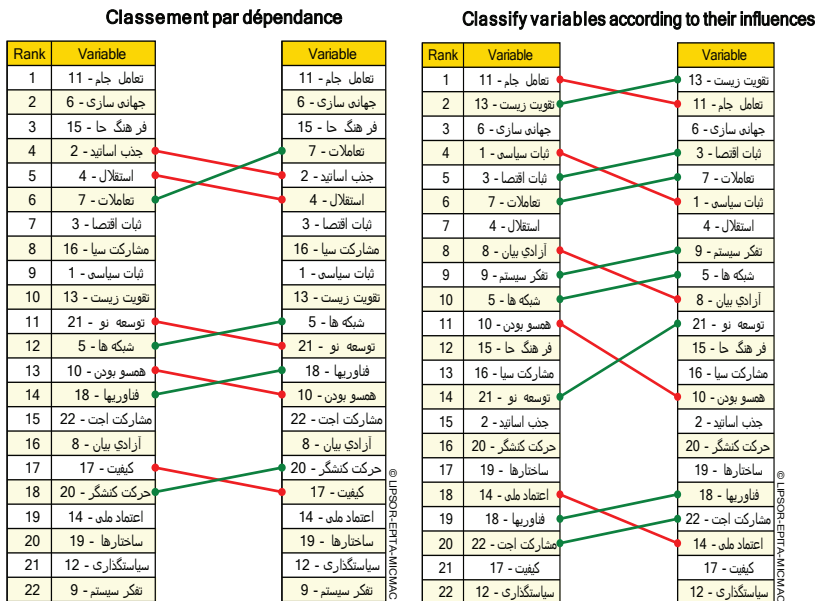 Classement par dépendance
Rank Variable Variable
1 تعامل جام - 11 تعامل جام - 11
2 جهانی سازی - 6 جهانی سازی - 6
3 فر هنگ حا - 15 فر هنگ حا - 15
4 جذب اساتید - 2 تعاملات - 7
5 استقلال - 4 جذب اساتید - 2
6 تعاملات - 7 استقلال - 4
7 ثبات اقتصا - 3 ثبات اقتصا - 3
8 مشارکت سیا - 16 مشارکت سیا - 16
9 ثبات سیاسی - 1 ثبات سیاسی - 1
10 تقویت زیست - 13 تقویت زیست - 13
11 توسعه نو - 21 شبکه ها - 5
12 شبکه ها - 5 توسعه نو - 21
13 همسو بودن - 10 فناوریها - 18
14 فناوریها - 18 همسو بودن - 10
15 مشارکت اجت - 22 مشارکت اجت - 22
16 آزادي بیان - 8 آزادي بیان - 8
17 کیفیت - 17 حرکت کنشگر - 20
18 حرکت کنشگر - 20 کیفیت - 17
19 اعتماد ملی - 14 اعتماد ملی - 14
20 ساختارها - 19 ساختارها - 19
21 سیاستگذاری - 12 سیاستگذاری - 12
22 تفکر سیستم - 9 تفکر سیستم - 9
© LIPSOR-EPITA-MICMAC
Classify variables according to their influences
Rank Variable Variable
1 تعامل جام - 11 تقویت زیست - 13
2 تقویت زیست - 13 تعامل جام - 11
3 جهانی سازی - 6 جهانی سازی - 6
4 ثبات سیاسی - 1 ثبات اقتصا - 3
5 ثبات اقتصا - 3 تعاملات - 7
6 تعاملات - 7 ثبات سیاسی - 1
7 استقلال - 4 استقلال - 4
8 آزادي بیان - 8 تفکر سیستم - 9
9 تفکر سیستم - 9 شبکه ها - 5
10 شبکه ها - 5 آزادي بیان - 8
11 همسو بودن - 10 توسعه نو - 21
12 فر هنگ حا - 15 فر هنگ حا - 15
13 مشارکت سیا - 16 مشارکت سیا - 16
14 توسعه نو - 21 همسو بودن - 10
15 جذب اساتید - 2 جذب اساتید - 2
16 حرکت کنشگر - 20 حرکت کنشگر - 20
17 ساختارها - 19 ساختارها - 19
18 اعتماد ملی - 14 فناوریها - 18
19 فناوریها - 18 مشارکت اجت - 22
20 مشارکت اجت - 22 اعتماد ملی - 14
21 کیفیت - 17 کیفیت - 17
22 سیاستگذاری - 12 سیاستگذاری - 12
© LIPSOR-EPITA-MICMAC